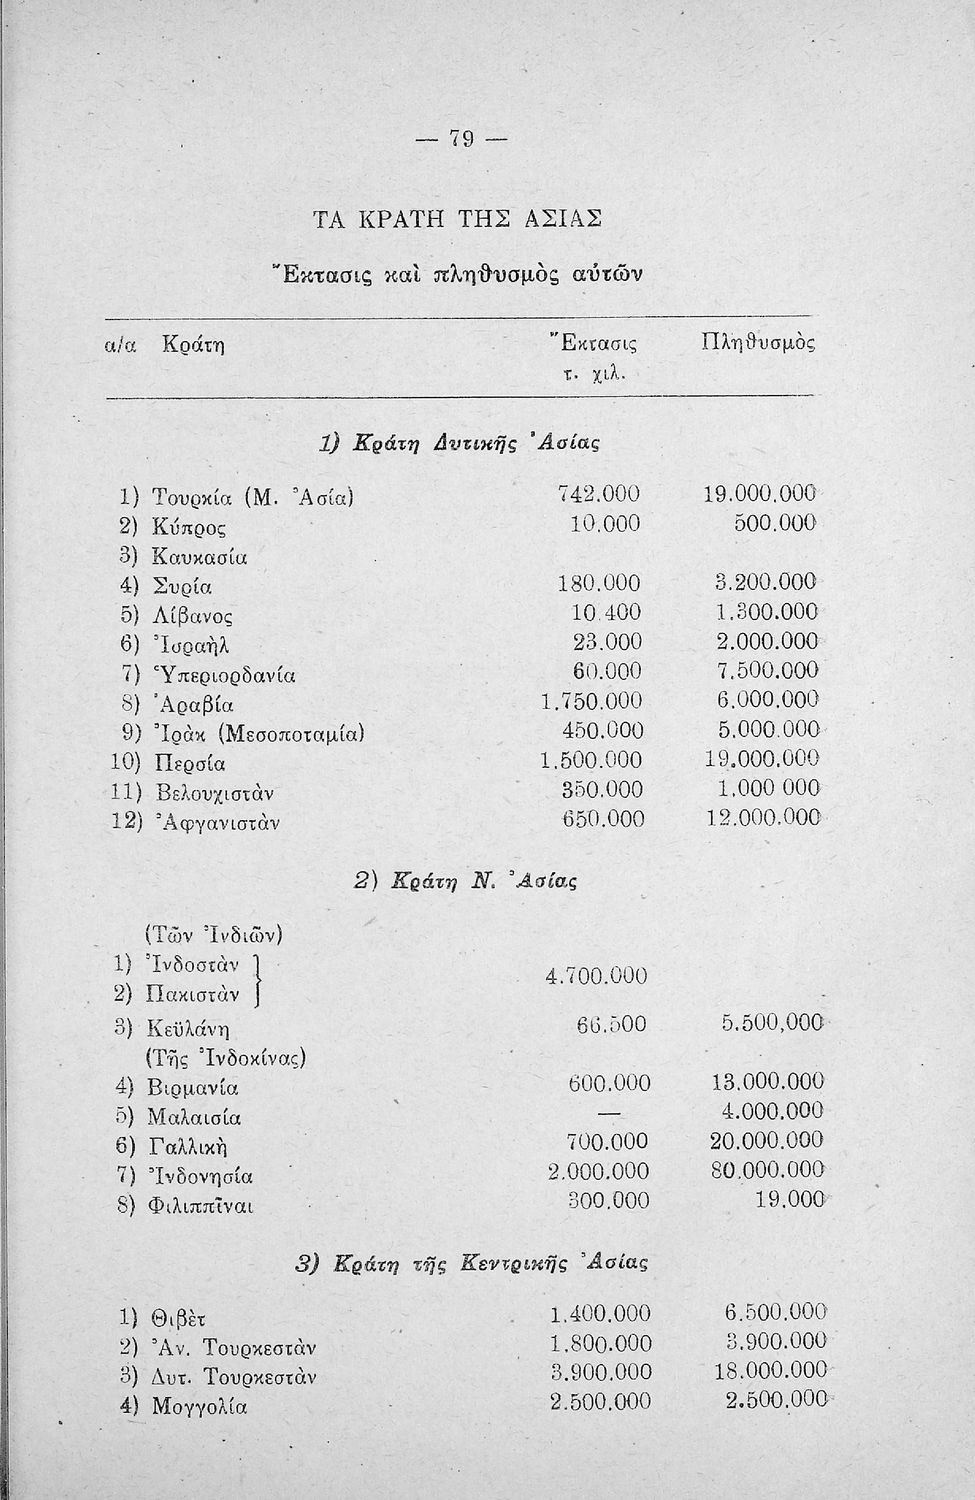 — 79 —
ΤΑ ΚΡΑΤΗ ΤΗΣ ΑΣΙΑΣ
Ἔκτασις καὶ πληθυσμὸς αὐτῶν
α/α Κράτη Ἔκτασις Πληθυσμὸς
τ. χιλ.
1) Κράτη Δυτικῆς Ἀσίας
1) Τουρκία (Μ. Ἀσία) 742.000 19.000.000
2) Κύπρος 10.000 500.000
3) Καυκασία
4) Συρία 180.000 3.200.000
5) Λίβανος 10.400 1.300.000
6) Ἰσραὴλ 23.000 2.000.000
7) Ὑπεριορδανία 60.000 7.500.000
8) Ἀραβία 1.750.000 6.000.000
9) Ἰρὰκ (Μεσοποταμία) 450.000 5.000.000
10) Περσία 1.500.000 19.000.000
11) Βελουχιστὰν 350.000 1.000 000
12) Ἀφγανιστὰν 650.000 12.000.000
2) Κράτη Ν. Ἀσίας
(Τῶν Ἰνδιῶν)
1) Ἰνδοστὰν
4.700.000
2) Πακιστὰν
3) Κεϋλάνη 66.500 5.500,000
(Τῆς Ἰνδοκίνας)
4) Βιρμανία 600.000 13.000.000
5) Μαλαισία — 4.000.000
6) Γαλλικὴ 700.000 20.000.000
7) Ἰνδονησία 2.000.000 80.000.000
8) Φιλιππῖναι 300.000 19.000
3) Κράτη τῆς Κεντρικῆς Ἀσίας
1) Θιβὲτ 1.400.000 6.500.000
2) Ἀν. Τουρκεστὰν 1.800.000 3.900.000
3) Δυτ. Τουρκεστὰν 3.900.000 18.000.000
4) Μογγολία 2.500.000 2.500.000